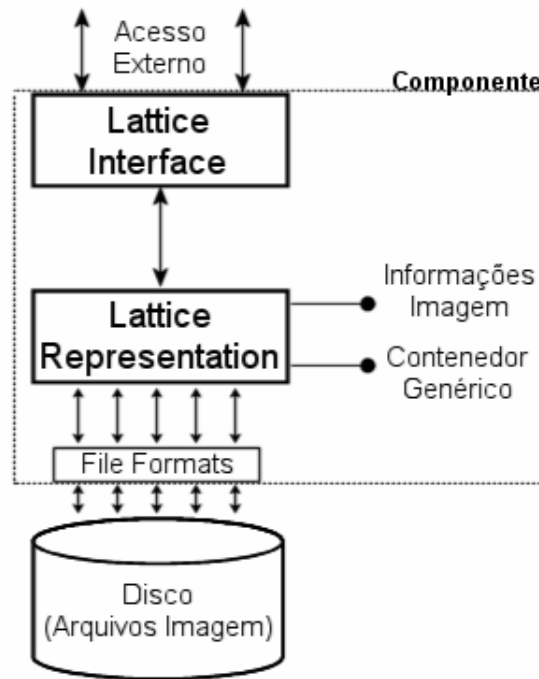 Acesso
Externo
Componente
Lattice
Interface
Informações
Imagem
Lattice
Representation
Contenedor
Genérico
File Formats
Disco
(Arquivos Imagem)